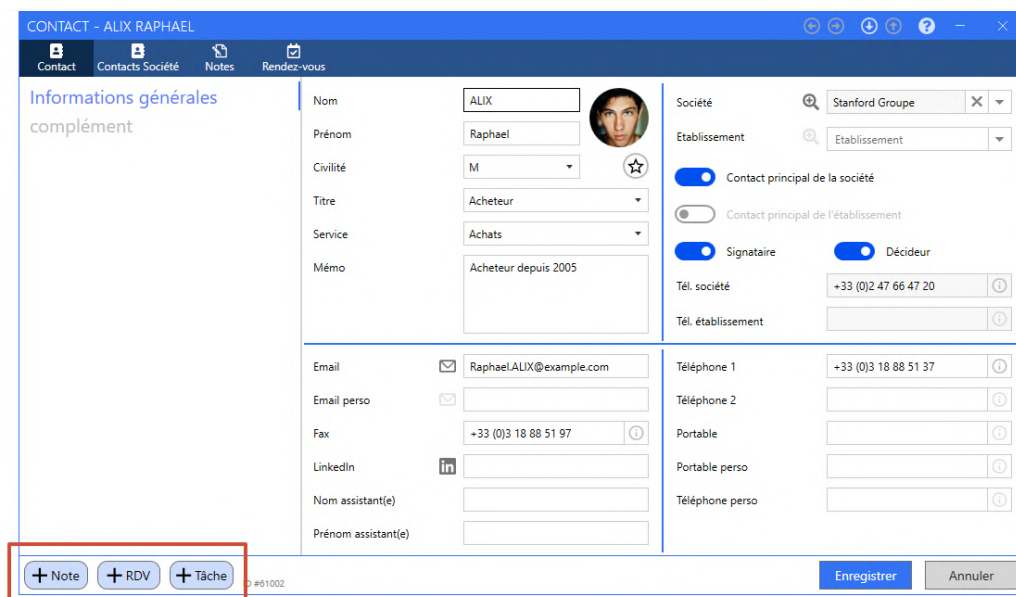 CONTACT - ALIX RAPHAEL
Contact
Contacts Société
Notes
Rendez-vous
Informations générales
complément
Nom
ALIX
Prénom
Raphael
Civilité
M
Titre
Acheteur
Service
Achats
Mémo
Acheteur depuis 2005
Société
Stanford Groupe
Etablissement
Etablissement
Contact principal de la société
Contact principal de l'établissement
Signataire
Décideur
Tél. société
+33 (0)2 47 66 47 20
Tél. établissement
Email
Raphael.ALIX@example.com
Email perso
Fax
+33 (0)3 18 88 51 97
LinkedIn
in
Nom assistant(e)
Prénom assistant(e)
Téléphone 1
+33 (0)3 18 88 51 37
Téléphone 2
Portable
Portable perso
Téléphone perso
+ Note
+ RDV
+ Tâche
#61002
Enregistrer
Annuler